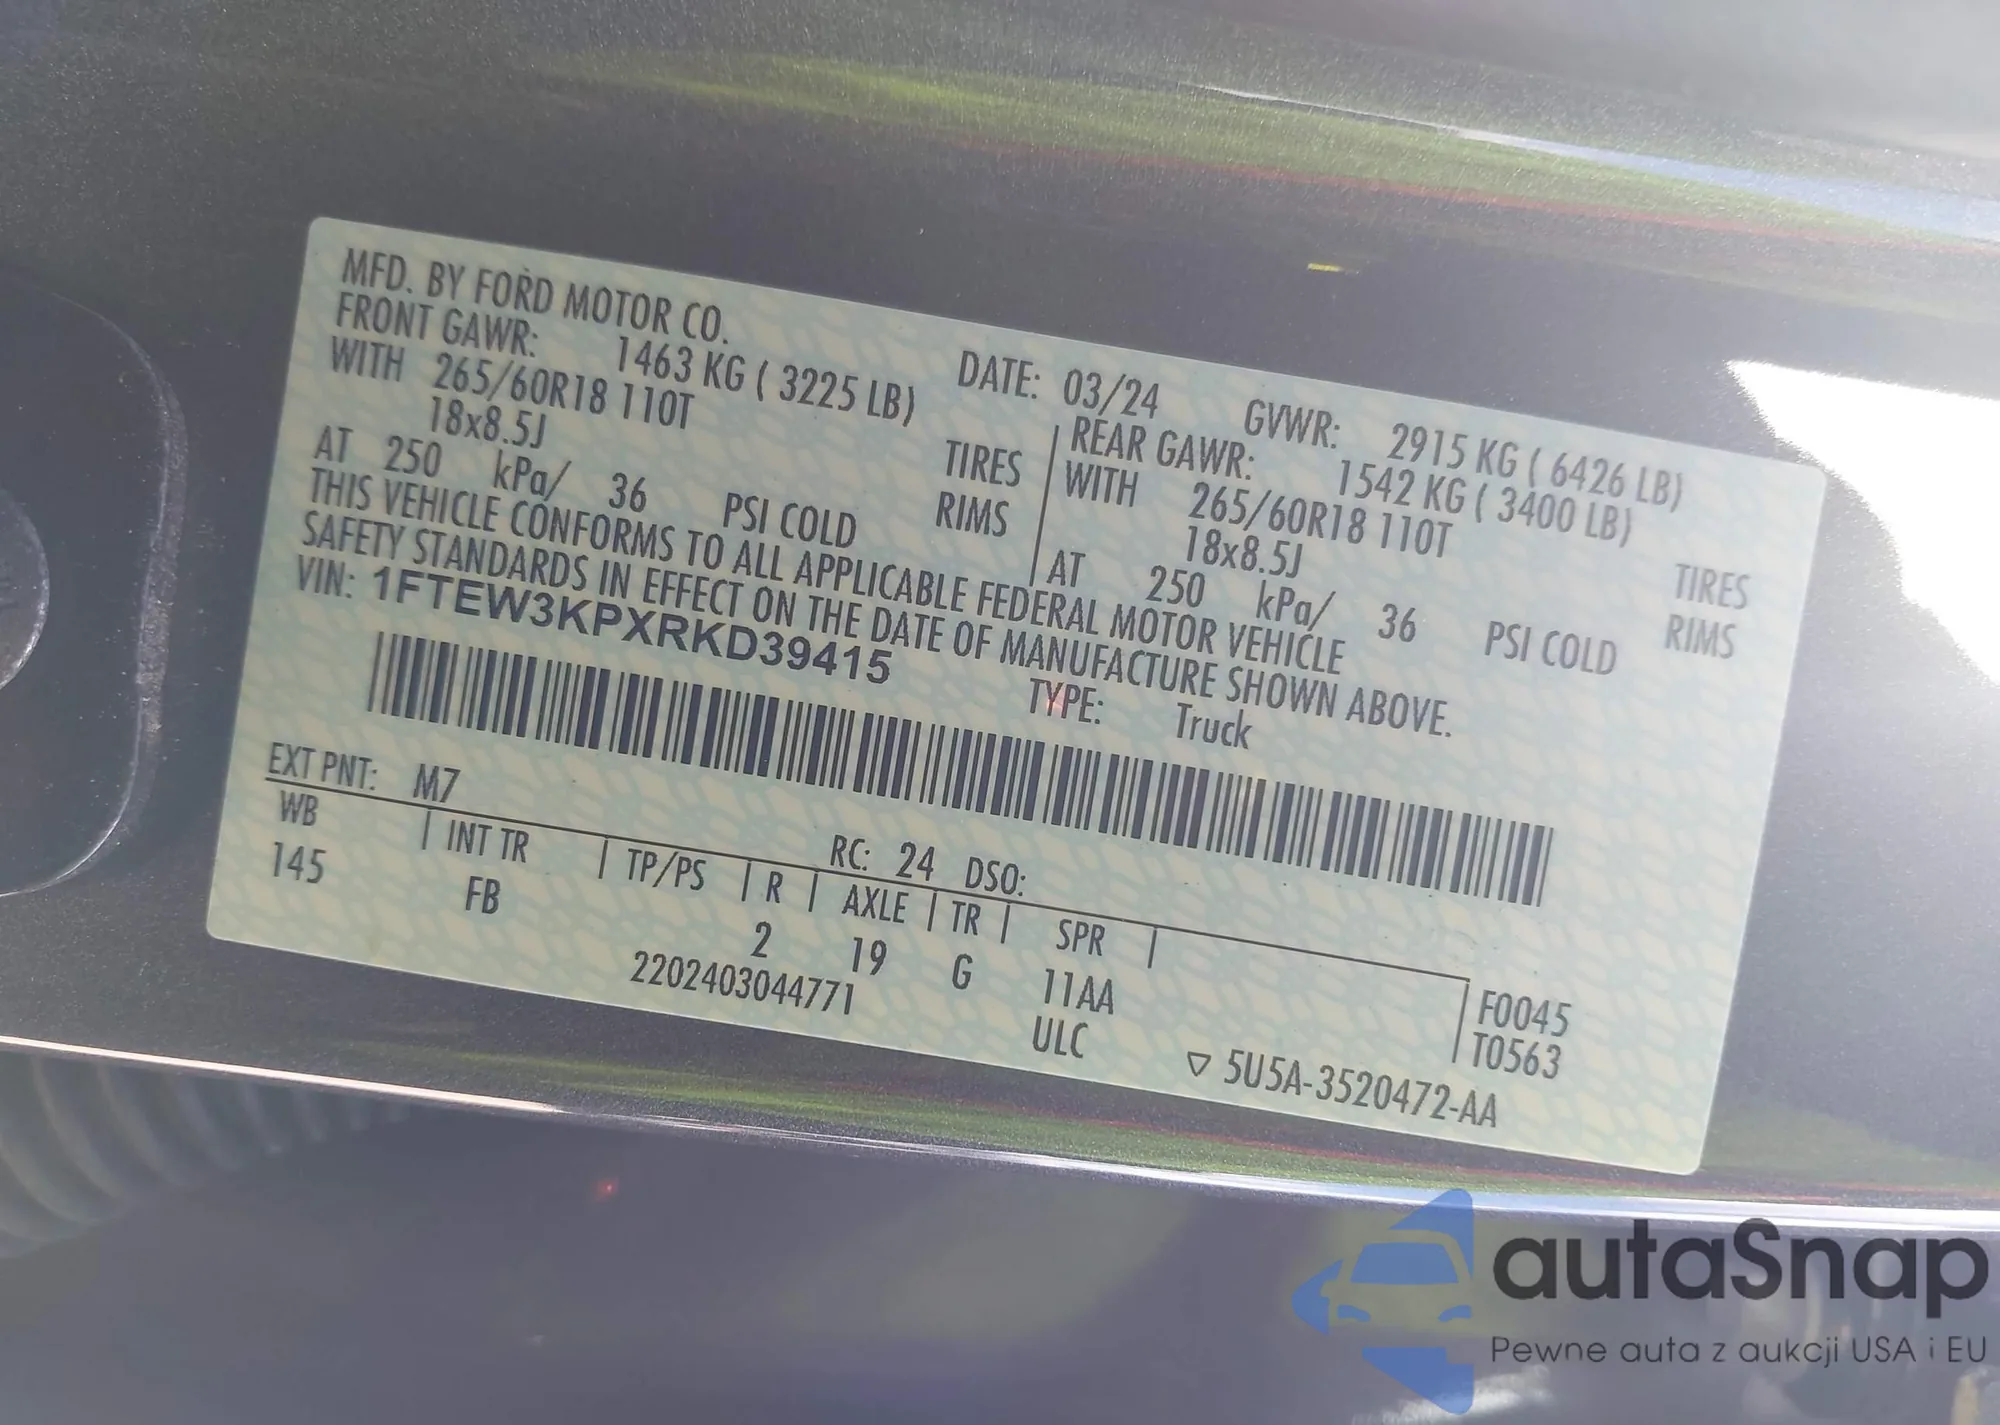 MFD. BY FORD MOTOR CO.
DATE: 03/24 GVWR: 2915 KG ( 6426 LB)
FRONT GAWR: 1463 KG ( 3225 LB)
WITH 265/60R18 110T TIRES
18x8.5J RIMS
AT 250 kPa/ 36 PSI COLD
REAR GAWR: 1542 KG ( 3400 LB)
WITH 265/60R18 110T TIRES
18x8.5J RIMS
AT 250 kPa/ 36 PSI COLD
THIS VEHICLE CONFORMS TO ALL APPLICABLE FEDERAL MOTOR VEHICLE
SAFETY STANDARDS IN EFFECT ON THE DATE OF MANUFACTURE SHOWN ABOVE.
VIN: 1FTEW3KPXRKD39415
TYPE: Truck
EXT PNT: M7 RC: 24 DSO:
WB | INT TR | TP/PS | R | AXLE | TR | SPR |
145 FB 2 19 G 11AA
F0045
T0563
2202403044771 ULC
▽ 5U5A-3520472-AA
autaSnap
Pewne auta z aukcji USA i EU